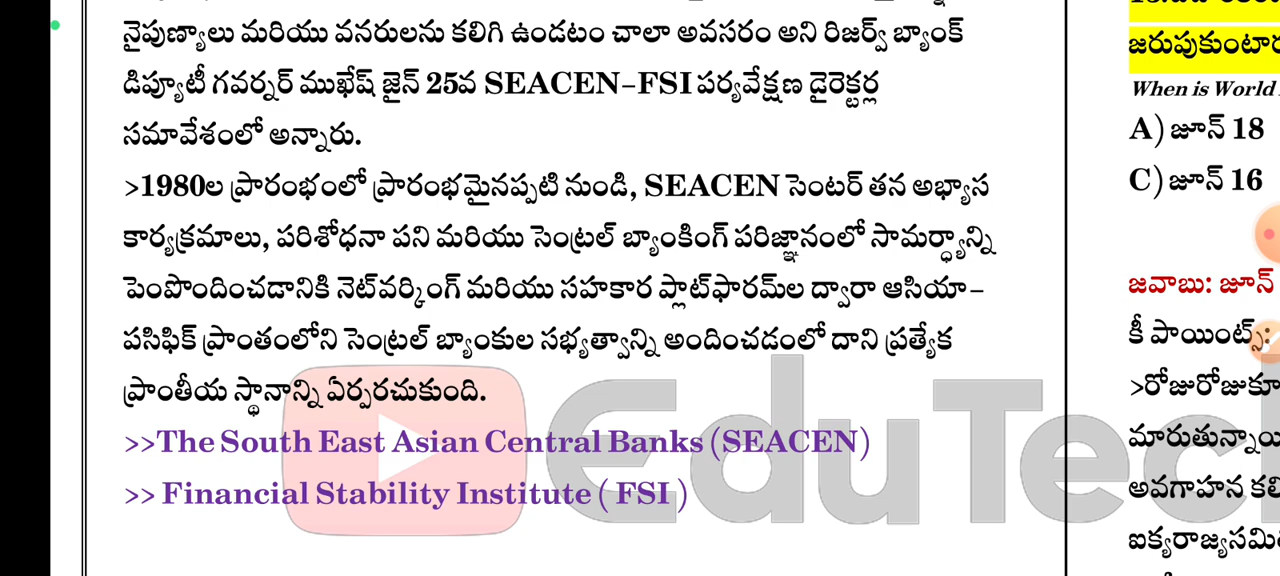 నైపుణ్యాలు మరియు వనరులను కలిగి ఉండటం చాలా అవసరం అని రిజర్వ్ బ్యాంక్
డిప్యూటీ గవర్నర్ ముఖేష్ జైన్ 25వ SEACEN-FSI పర్యవేక్షణ డైరెక్టర్ల
సమావేశంలో అన్నారు.
>1980ల ప్రారంభంలో ప్రారంభమైనప్పటి నుండి, SEACEN సెంటర్ తన అభ్యాస
కార్యక్రమాలు, పరిశోధనా పని మరియు సెంట్రల్ బ్యాంకింగ్ పరిజ్ఞానంలో సామర్ధ్యాన్ని
పెంపొందించడానికి నెట్‌వర్కింగ్ మరియు సహకార ప్లాట్‌ఫారమ్‌ల ద్వారా ఆసియా-
పసిఫిక్ ప్రాంతంలోని సెంట్రల్ బ్యాంకుల సభ్యత్వాన్ని అందించడంలో దాని ప్రత్యేక
ప్రాంతీయ స్థానాన్ని ఏర్పరచుకుంది.
>>The South East Asian Central Banks (SEACEN)
>> Financial Stability Institute ( FSI )
EduTech
జరుపుకుంటార
When is World
A) జూన్ 18
C) జూన్ 16
జవాబు: జూన్
కీ పాయింట్స్:
>రోజురోజుకూ
మారుతున్నాయి
అవగాహన కలి
ఐక్యరాజ్యసమితి